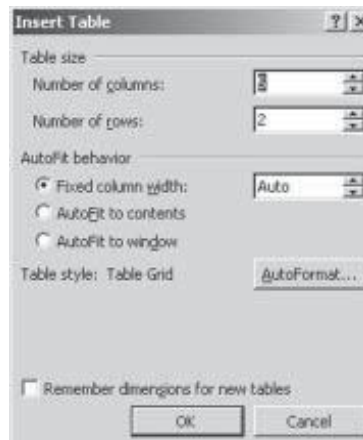 Insert Table
Table size
Number of columns:
Number of rows: 2
AutoFit behavior
Fixed column width: Auto
AutoFit to contents
AutoFit to window
Table style: Table Grid AutoFormat...
Remember dimensions for new tables
OK Cancel